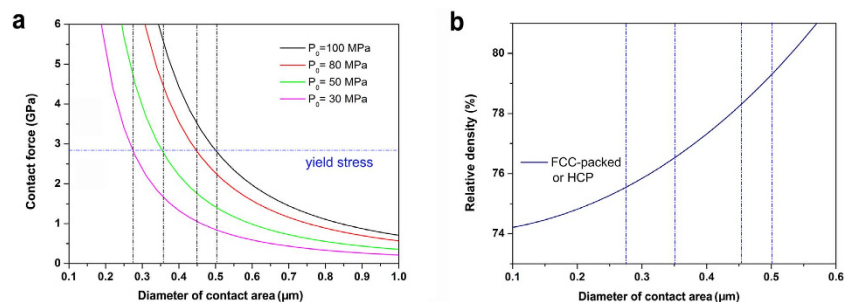 a
6
5
4
3
2
1
0
Contact force (GPa)
P₀=100 MPa
P₀= 80 MPa
P₀= 50 MPa
P₀= 30 MPa
yield stress
0.1 0.2 0.3 0.4 0.5 0.6 0.7 0.8 0.9 1.0
Diameter of contact area (μm)
b
80
78
76
74
Relative density (%)
FCC-packed
or HCP
0.1 0.2 0.3 0.4 0.5 0.6
Diameter of contact area (μm)